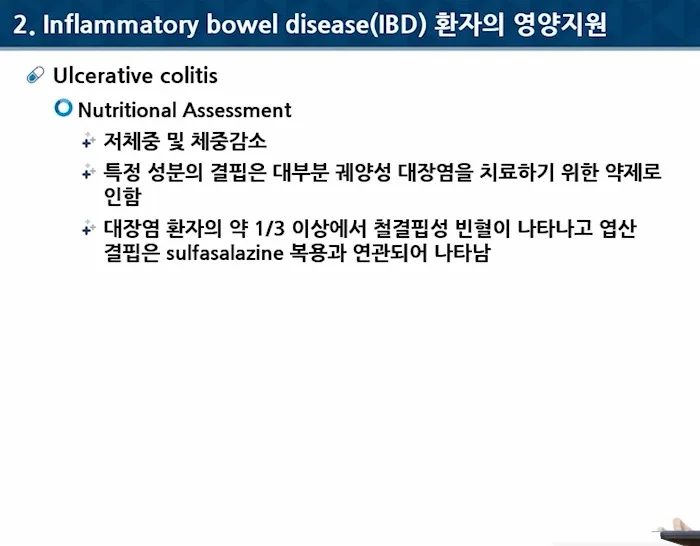 2. Inflammatory bowel disease(IBD) 환자의 영양지원
Ulcerative colitis
Nutritional Assessment
저체중 및 체중감소
특정 성분의 결핍은 대부분 궤양성 대장염을 치료하기 위한 약제로
인함
대장염 환자의 약 1/3 이상에서 철결핍성 빈혈이 나타나고 엽산
결핍은 sulfasalazine 복용과 연관되어 나타남